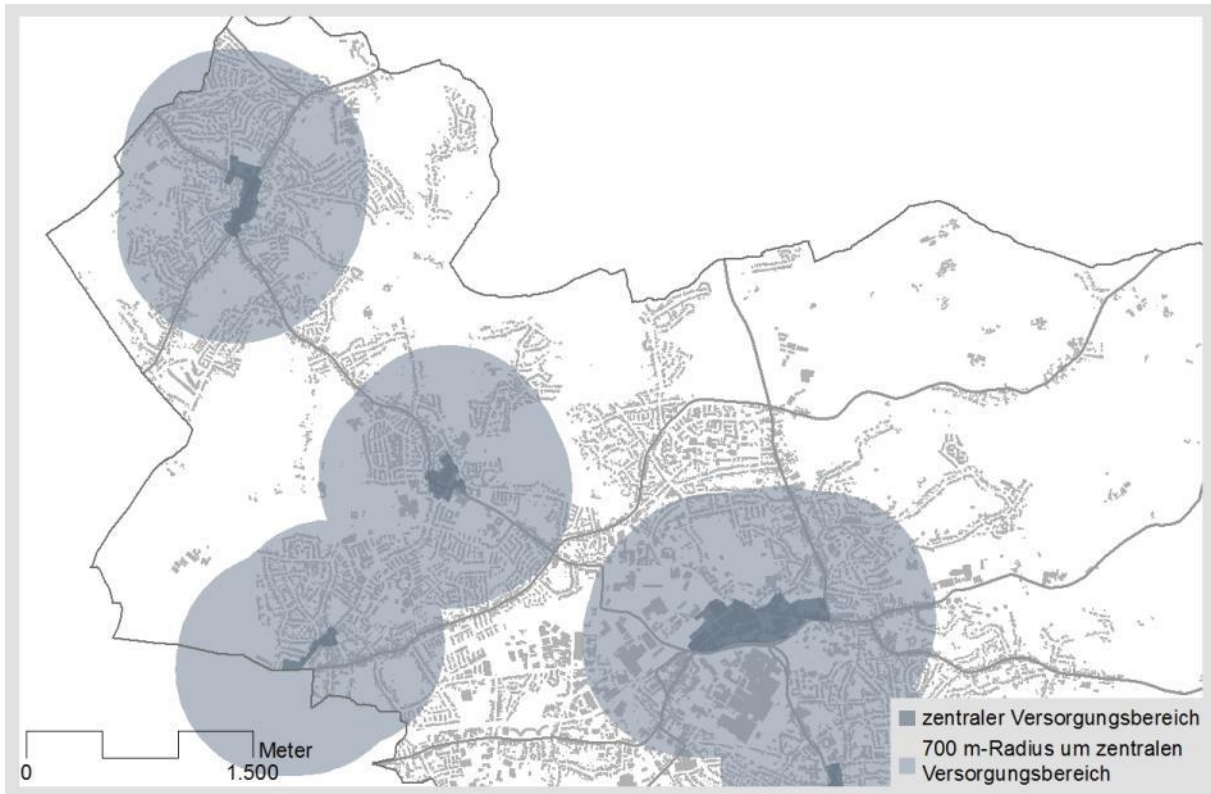 zentraler Versorgungsbereich
700 m-Radius um zentralen
Versorgungsbereich
Meter
0 1.500